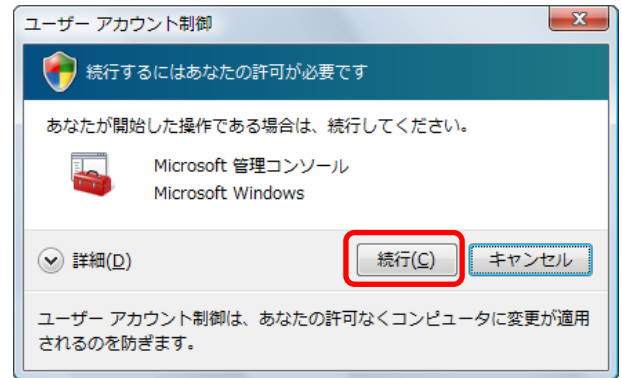 ユーザー アカウント制御
続行するにはあなたの許可が必要です
あなたが開始した操作である場合は、続行してください。
Microsoft 管理コンソール
Microsoft Windows
詳細(D)
続行(C)
キャンセル
ユーザー アカウント制御は、あなたの許可なくコンピュータに変更が適用
されるのを防ぎます。